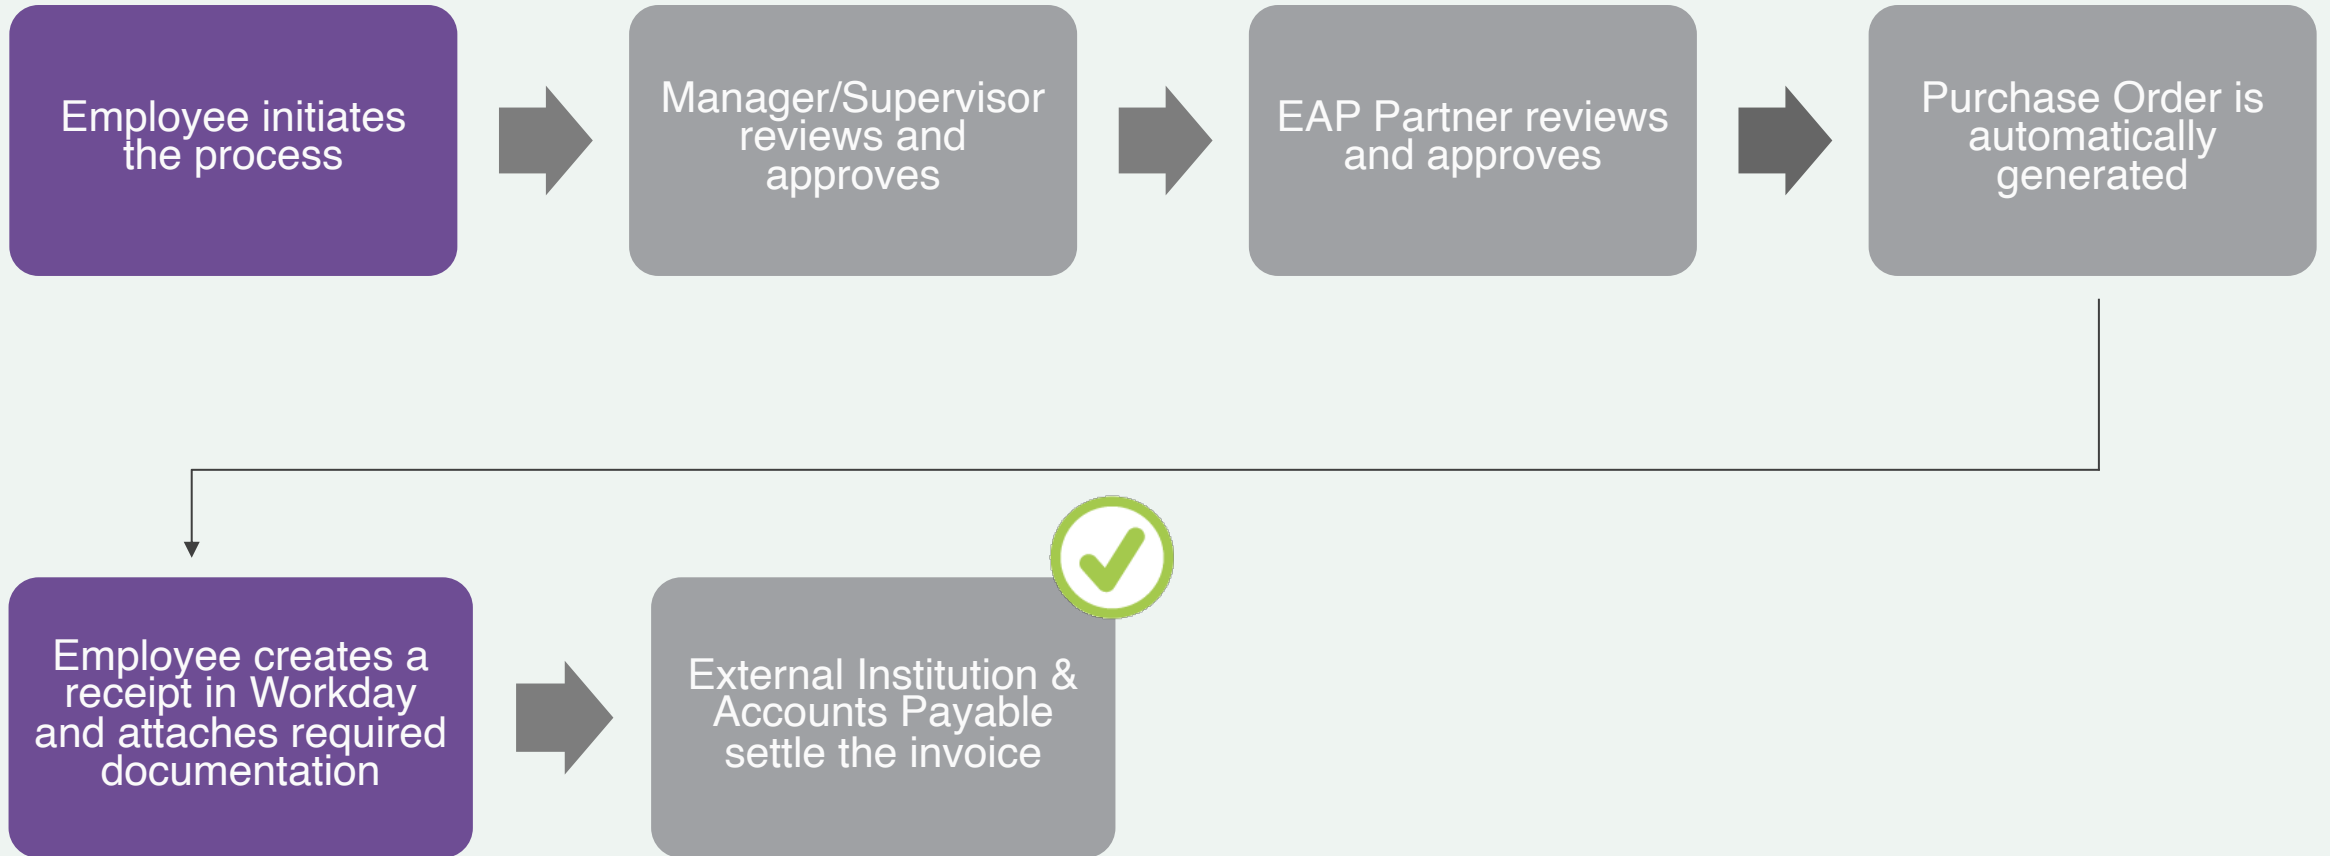 Employee initiates
the process
Manager/Supervisor
reviews and
approves
EAP Partner reviews
and approves
Purchase Order is
automatically
generated
Employee creates a
receipt in Workday
and attaches required
documentation
External Institution &
Accounts Payable
settle the invoice